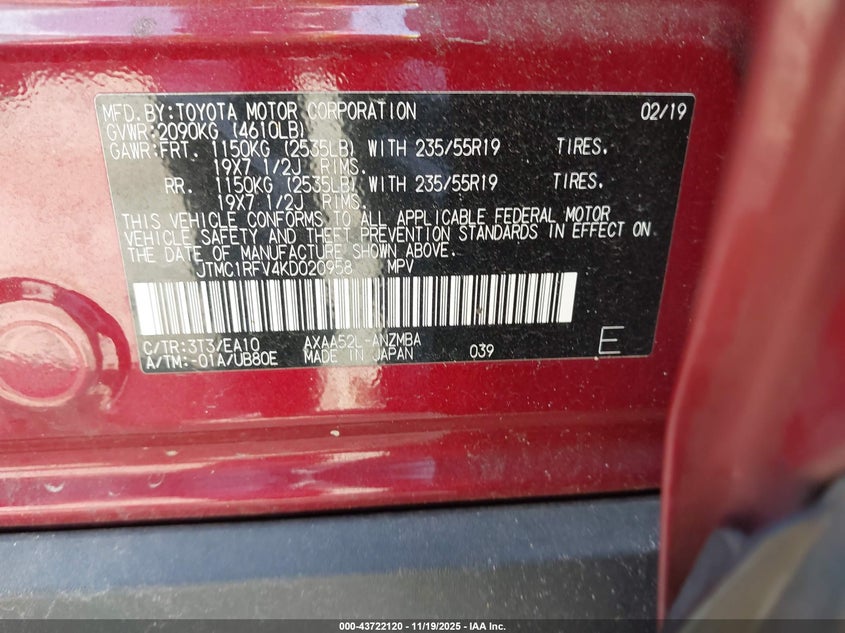 MFD.BY:TOYOTA MOTOR CORPORATION 02/19
GVWR:2090KG (4610LB)
GAWR:FRT. 1150KG (2535LB) WITH 235/55R19 TIRES.
19X7 1/2J RIMS.
RR. 1150KG (2535LB) WITH 235/55R19 TIRES.
19X7 1/2J RIMS.
THIS VEHICLE CONFORMS TO ALL APPLICABLE FEDERAL MOTOR
VEHICLE SAFETY AND THEFT PREVENTION STANDARDS IN EFFECT ON
THE DATE OF MANUFACTURE SHOWN ABOVE.
JTMC1RFV4KD020958 MPV
C/TR:3T3/EA10 AXAA52L-ANZMBA
A/TM:-01A/UB80E MADE IN JAPAN 039 E
000-43722120 - 11/19/2025 - IAA Inc.